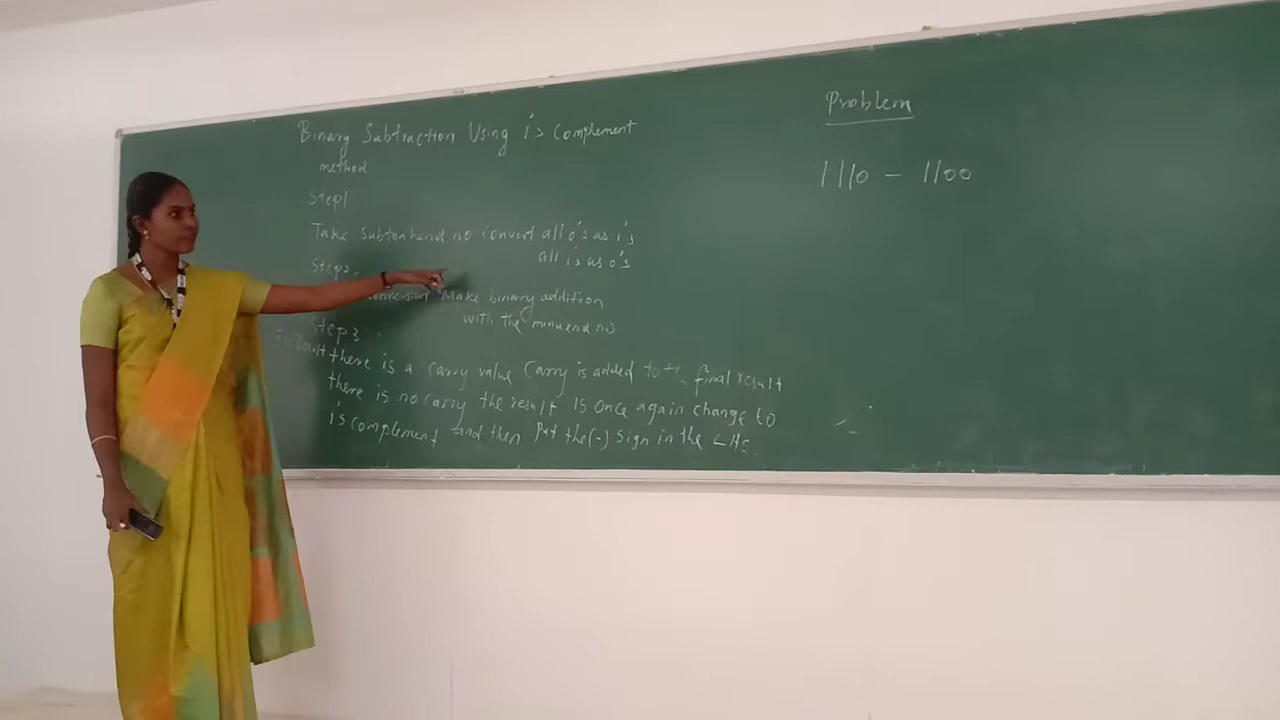 Binary Subtraction Using 1's Complement
method
Step1
Take Subtrahend no Convert all 0's as 1's
all 1's as 0's
Step2.
Conversion Make binary addition
with the minuend no
Step3
there is a Carry value Carry is added to the final result
there is no carry the result is once again change to
1's complement and then Put the (-) Sign in the LHS.
Problem
1110 - 1100